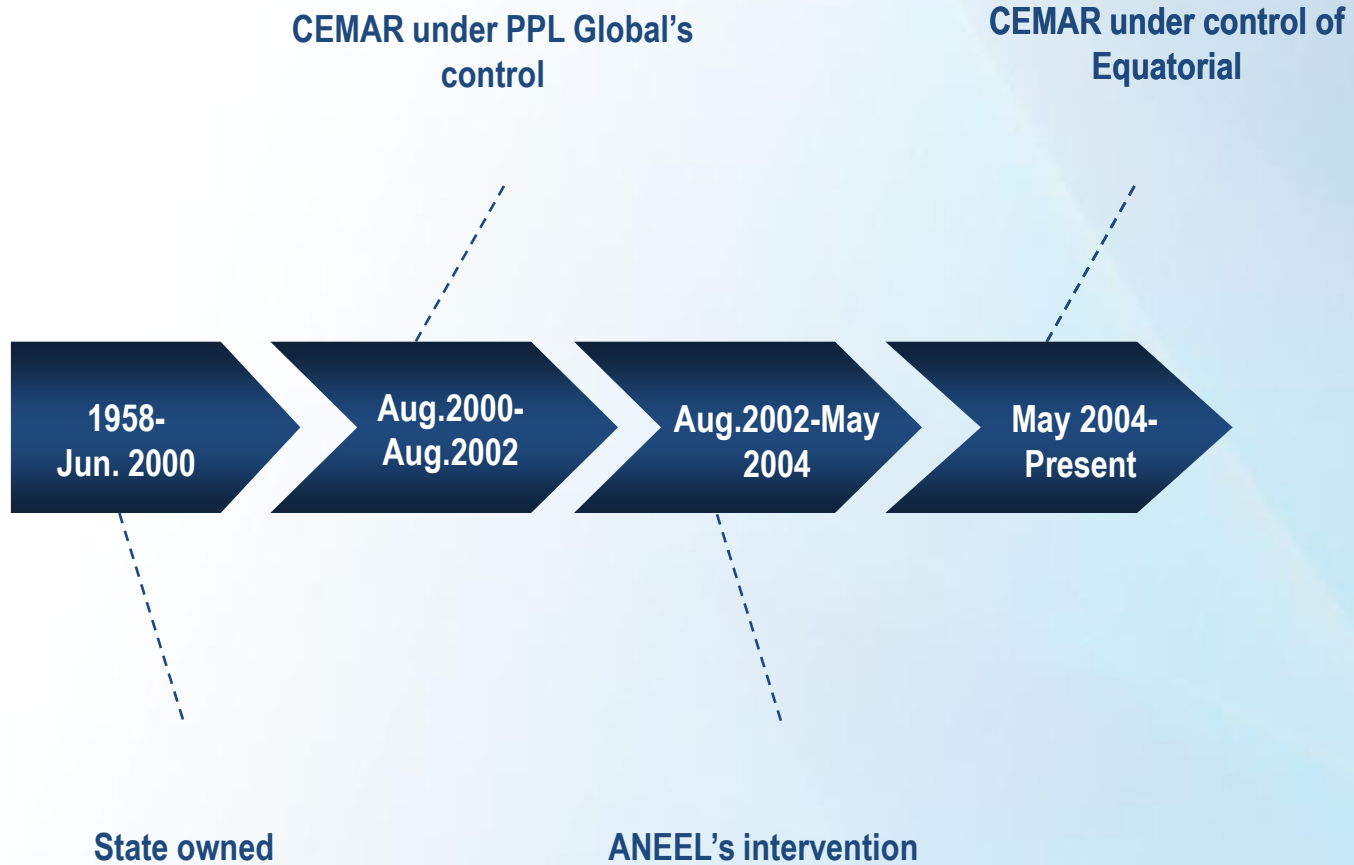 CEMAR under PPL Global’s
control
CEMAR under control of
Equatorial
1958-
Jun. 2000
Aug.2000-
Aug.2002
Aug.2002-May
2004
May 2004-
Present
State owned
ANEEL’s intervention